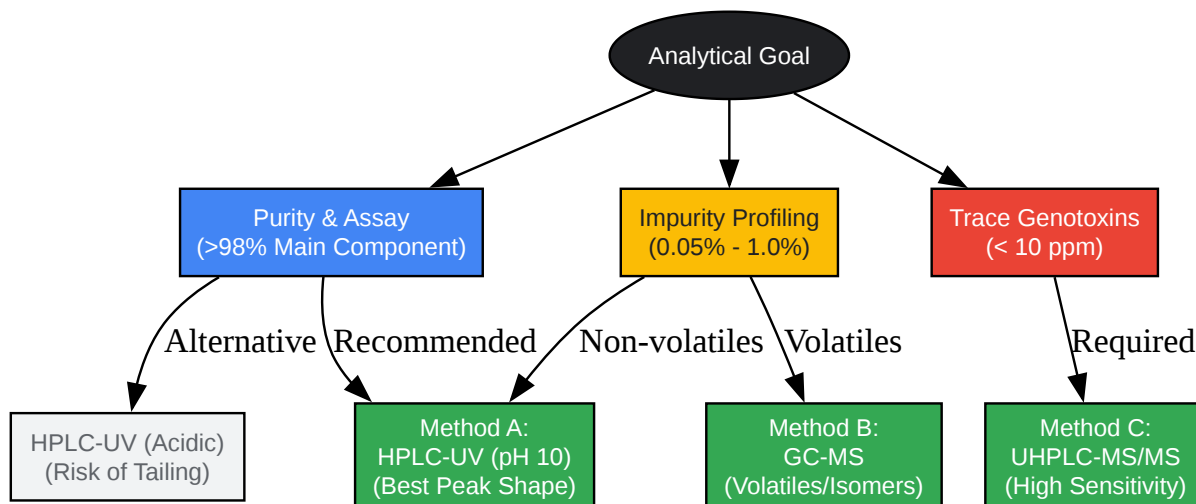 Analytical Goal
Purity & Assay
(>98% Main Component)
Impurity Profiling
(0.05% - 1.0%)
Trace Genotoxins
(< 10 ppm)
Alternative
Recommended
Non-volatiles
Volatiles
Required
HPLC-UV (Acidic)
(Risk of Tailing)
Method A:
HPLC-UV (pH 10)
(Best Peak Shape)
Method B:
GC-MS
(Volatiles/Isomers)
Method C:
UHPLC-MS/MS
(High Sensitivity)